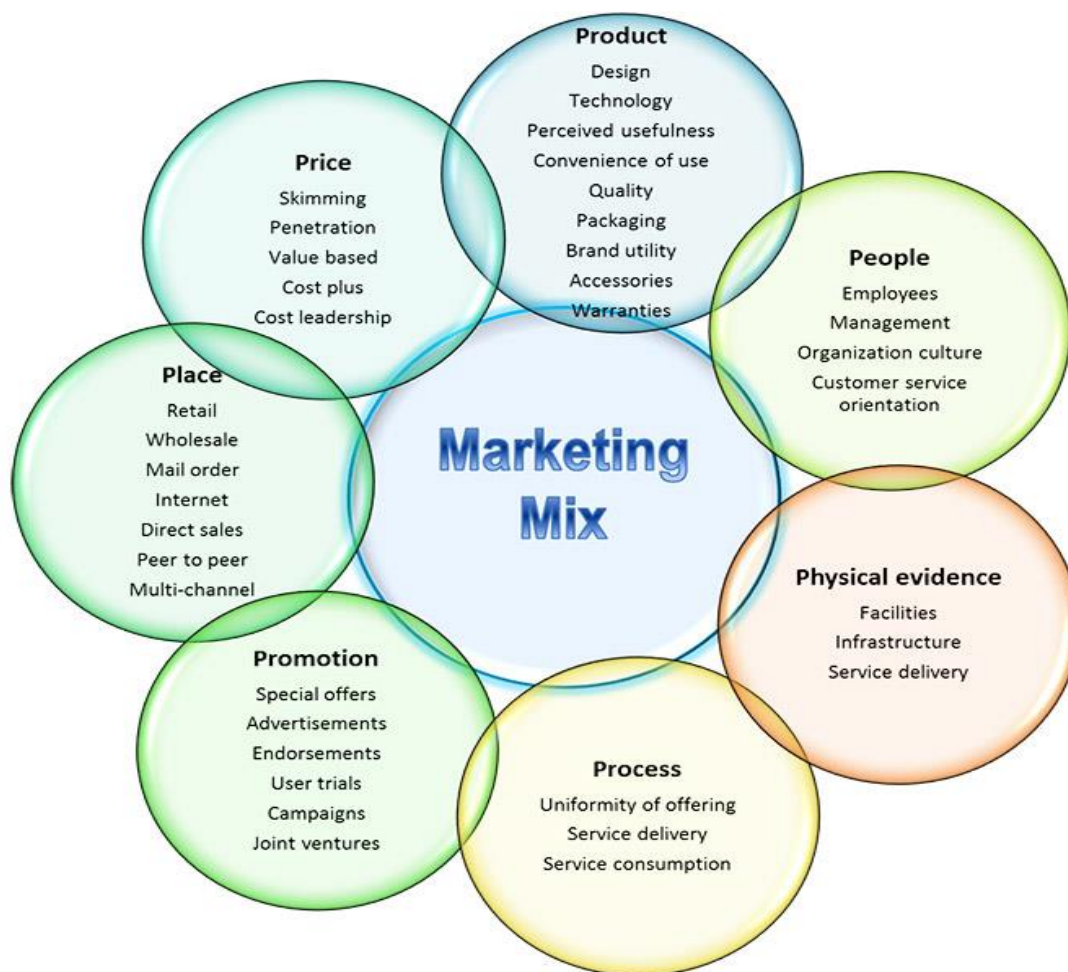 Product
Design
Technology
Perceived usefulness
Convenience of use
Quality
Packaging
Brand utility
Accessories
Warranties
Price
Skimming
Penetration
Value based
Cost plus
Cost leadership
People
Employees
Management
Organization culture
Customer service
orientation
Place
Retail
Wholesale
Mail order
Internet
Direct sales
Peer to peer
Multi-channel
Marketing
Mix
Physical evidence
Facilities
Infrastructure
Service delivery
Promotion
Special offers
Advertisements
Endorsements
User trials
Campaigns
Joint ventures
Process
Uniformity of offering
Service delivery
Service consumption